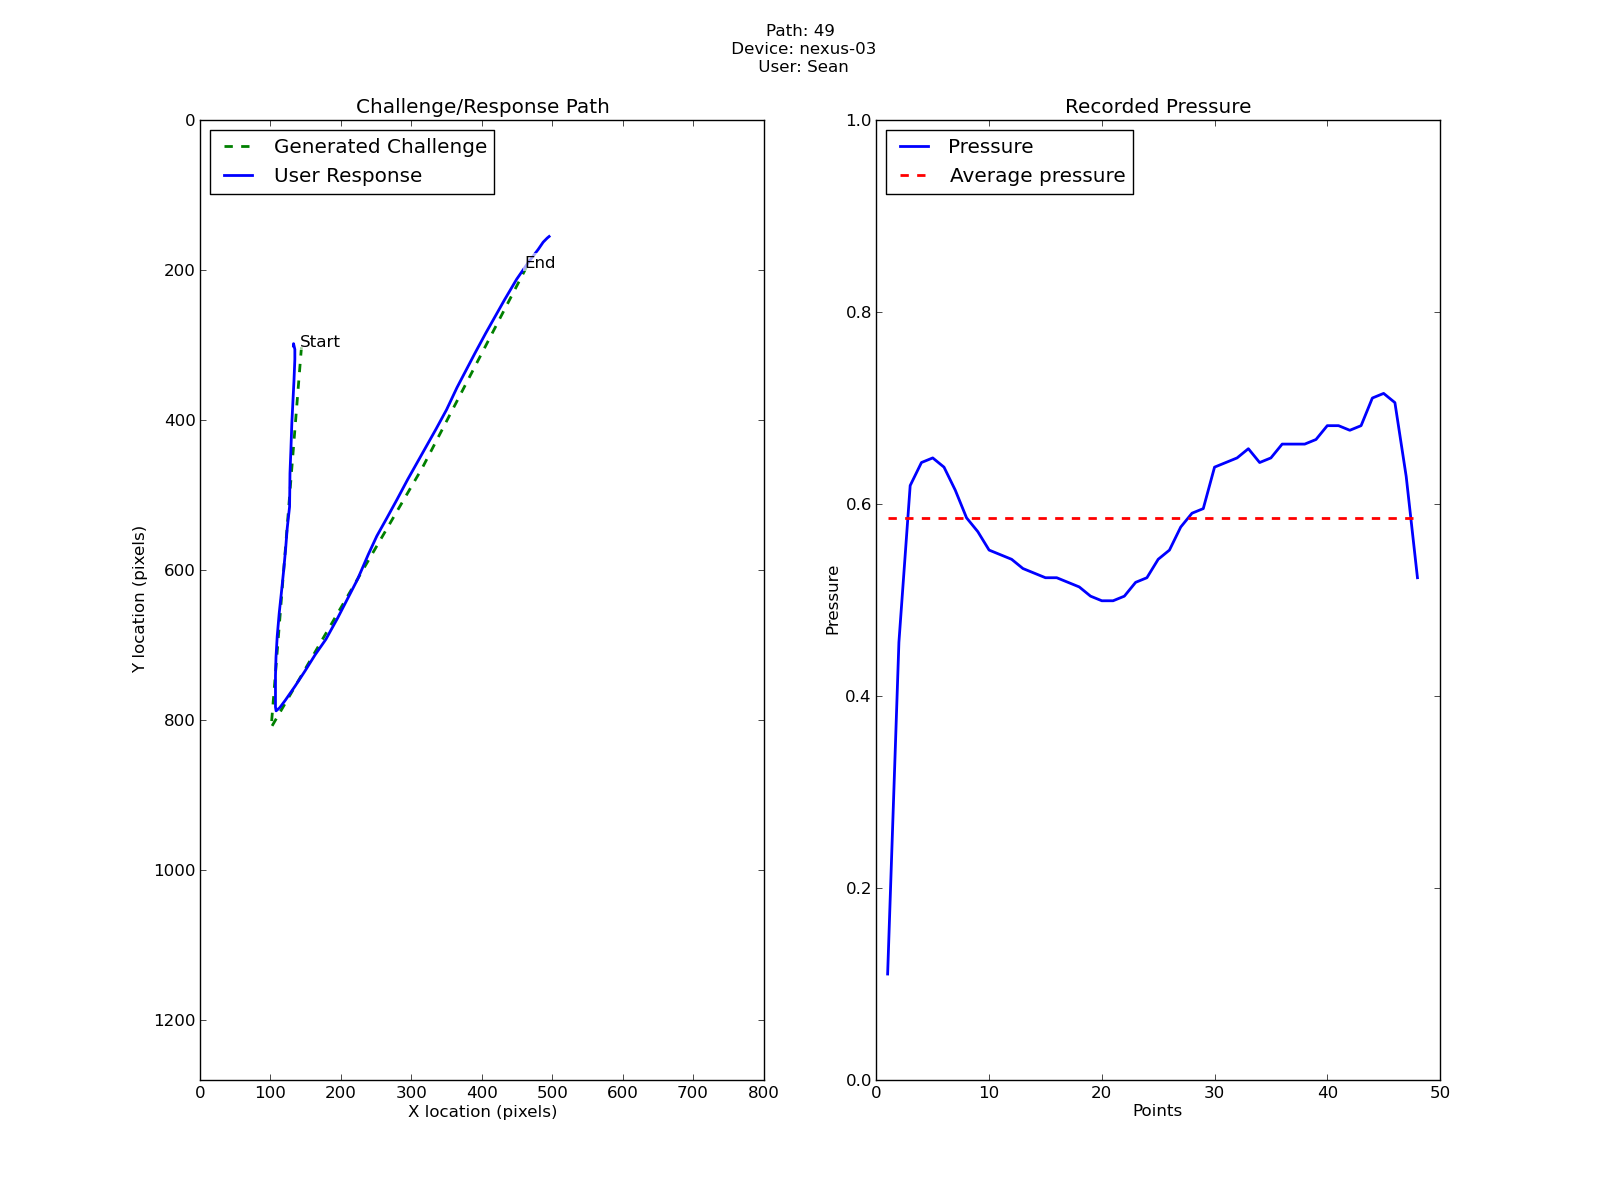 Path: 49
Device: nexus-03
User: Sean
Challenge/Response Path
Generated Challenge
User Response
Start
End
0
200
400
600
800
1000
1200
Y location (pixels)
0 100 200 300 400 500 600 700 800
X location (pixels)
Recorded Pressure
Pressure
Average pressure
1.0
0.8
0.6
0.4
0.2
0.0
Pressure
0 10 20 30 40 50
Points